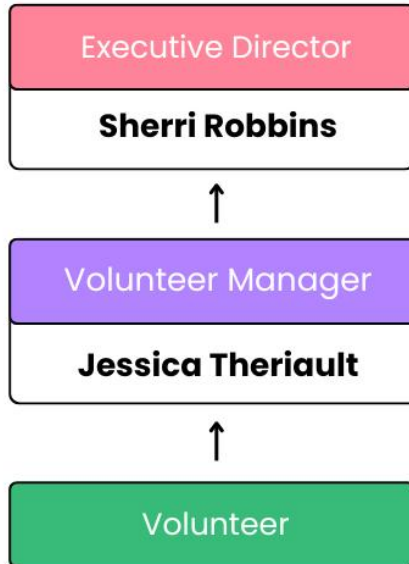 Executive Director
Sherri Robbins
Volunteer Manager
Jessica Theriault
Volunteer